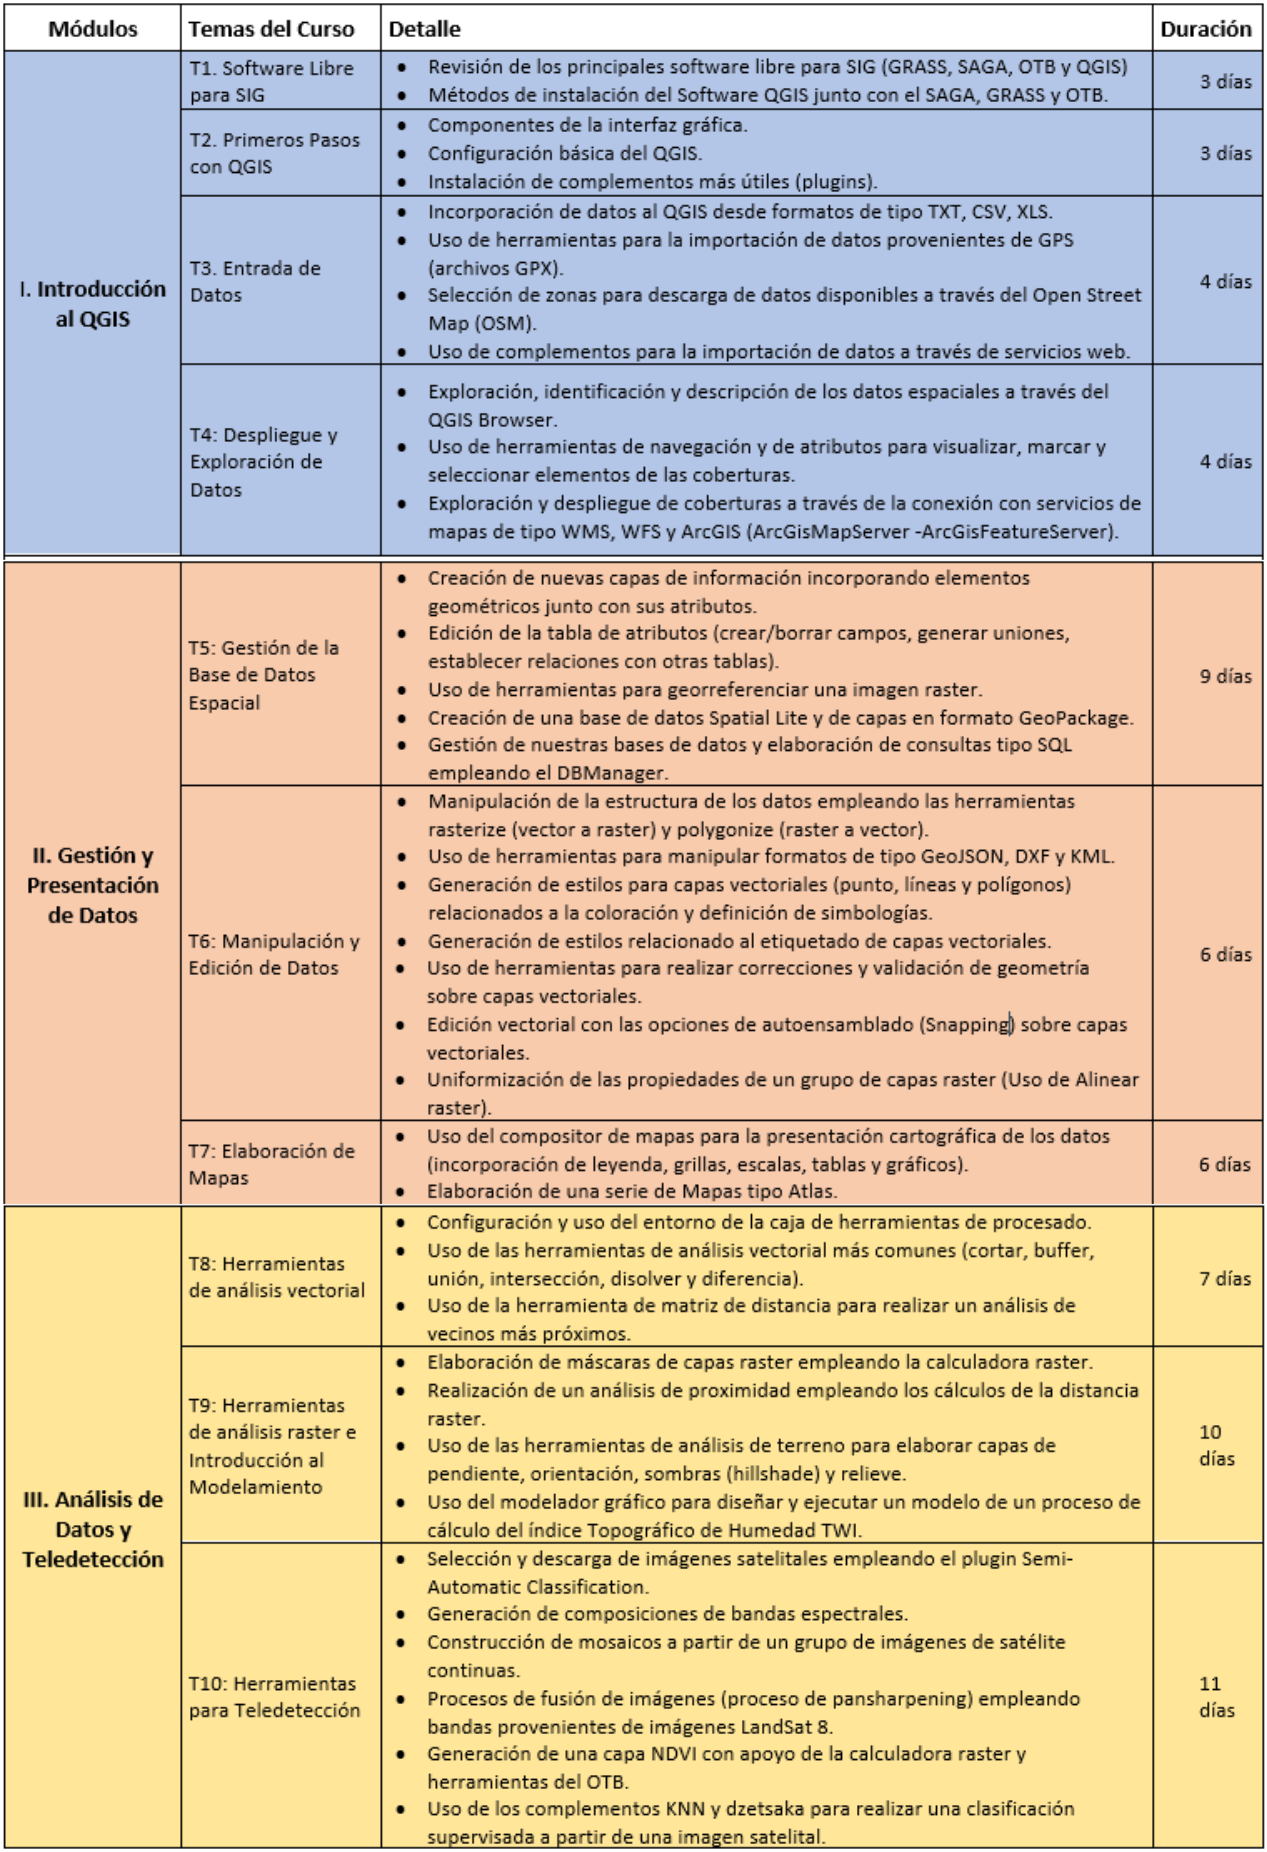 Módulos
Temas del Curso
Detalle
Duración
I. Introducción
al QGIS
T1. Software Libre
para SIG
• Revisión de los principales software libre para SIG (GRASS, SAGA, OTB y QGIS)
• Métodos de instalación del Software QGIS junto con el SAGA, GRASS y OTB.
3 días
T2. Primeros Pasos
con QGIS
• Componentes de la interfaz gráfica.
• Configuración básica del QGIS.
• Instalación de complementos más útiles (plugins).
3 días
T3. Entrada de
Datos
• Incorporación de datos al QGIS desde formatos de tipo TXT, CSV, XLS.
• Uso de herramientas para la importación de datos provenientes de GPS
(archivos GPX).
• Selección de zonas para descarga de datos disponibles a través del Open Street
Map (OSM).
• Uso de complementos para la importación de datos a través de servicios web.
4 días
T4: Despliegue y
Exploración de
Datos
• Exploración, identificación y descripción de los datos espaciales a través del
QGIS Browser.
• Uso de herramientas de navegación y de atributos para visualizar, marcar y
seleccionar elementos de las coberturas.
• Exploración y despliegue de coberturas a través de la conexión con servicios de
mapas de tipo WMS, WFS y ArcGIS (ArcGisMapServer -ArcGisFeatureServer).
4 días
II. Gestión y
Presentación
de Datos
T5: Gestión de la
Base de Datos
Espacial
• Creación de nuevas capas de información incorporando elementos
geométricos junto con sus atributos.
• Edición de la tabla de atributos (crear/borrar campos, generar uniones,
establecer relaciones con otras tablas).
• Uso de herramientas para georreferenciar una imagen raster.
• Creación de una base de datos Spatial Lite y de capas en formato GeoPackage.
• Gestión de nuestras bases de datos y elaboración de consultas tipo SQL
empleando el DBManager.
9 días
T6: Manipulación y
Edición de Datos
• Manipulación de la estructura de los datos empleando las herramientas
rasterize (vector a raster) y polygonize (raster a vector).
• Uso de herramientas para manipular formatos de tipo GeoJSON, DXF y KML.
• Generación de estilos para capas vectoriales (punto, líneas y polígonos)
relacionados a la coloración y definición de simbologías.
• Generación de estilos relacionado al etiquetado de capas vectoriales.
• Uso de herramientas para realizar correcciones y validación de geometría
sobre capas vectoriales.
• Edición vectorial con las opciones de autoensamblado (Snapping) sobre capas
vectoriales.
• Uniformización de las propiedades de un grupo de capas raster (Uso de Alinear
raster).
6 días
T7: Elaboración de
Mapas
• Uso del compositor de mapas para la presentación cartográfica de los datos
(incorporación de leyenda, grillas, escalas, tablas y gráficos).
• Elaboración de una serie de Mapas tipo Atlas.
6 días
III. Análisis de
Datos y
Teledetección
T8: Herramientas
de análisis vectorial
• Configuración y uso del entorno de la caja de herramientas de procesado.
• Uso de las herramientas de análisis vectorial más comunes (cortar, buffer,
unión, intersección, disolver y diferencia).
• Uso de la herramienta de matriz de distancia para realizar un análisis de
vecinos más próximos.
7 días
T9: Herramientas
de análisis raster e
Introducción al
Modelamiento
• Elaboración de máscaras de capas raster empleando la calculadora raster.
• Realización de un análisis de proximidad empleando los cálculos de la distancia
raster.
• Uso de las herramientas de análisis de terreno para elaborar capas de
pendiente, orientación, sombras (hillshade) y relieve.
• Uso del modelador gráfico para diseñar y ejecutar un modelo de un proceso de
cálculo del índice Topográfico de Humedad TWI.
10
días
T10: Herramientas
para Teledetección
• Selección y descarga de imágenes satelitales empleando el plugin Semi-
Automatic Classification.
• Generación de composiciones de bandas espectrales.
• Construcción de mosaicos a partir de un grupo de imágenes de satélite
continuas.
• Procesos de fusión de imágenes (proceso de pansharpening) empleando
bandas provenientes de imágenes LandSat 8.
• Generación de una capa NDVI con apoyo de la calculadora raster y
herramientas del OTB.
• Uso de los complementos KNN y dzetsaka para realizar una clasificación
supervisada a partir de una imagen satelital.
11
días